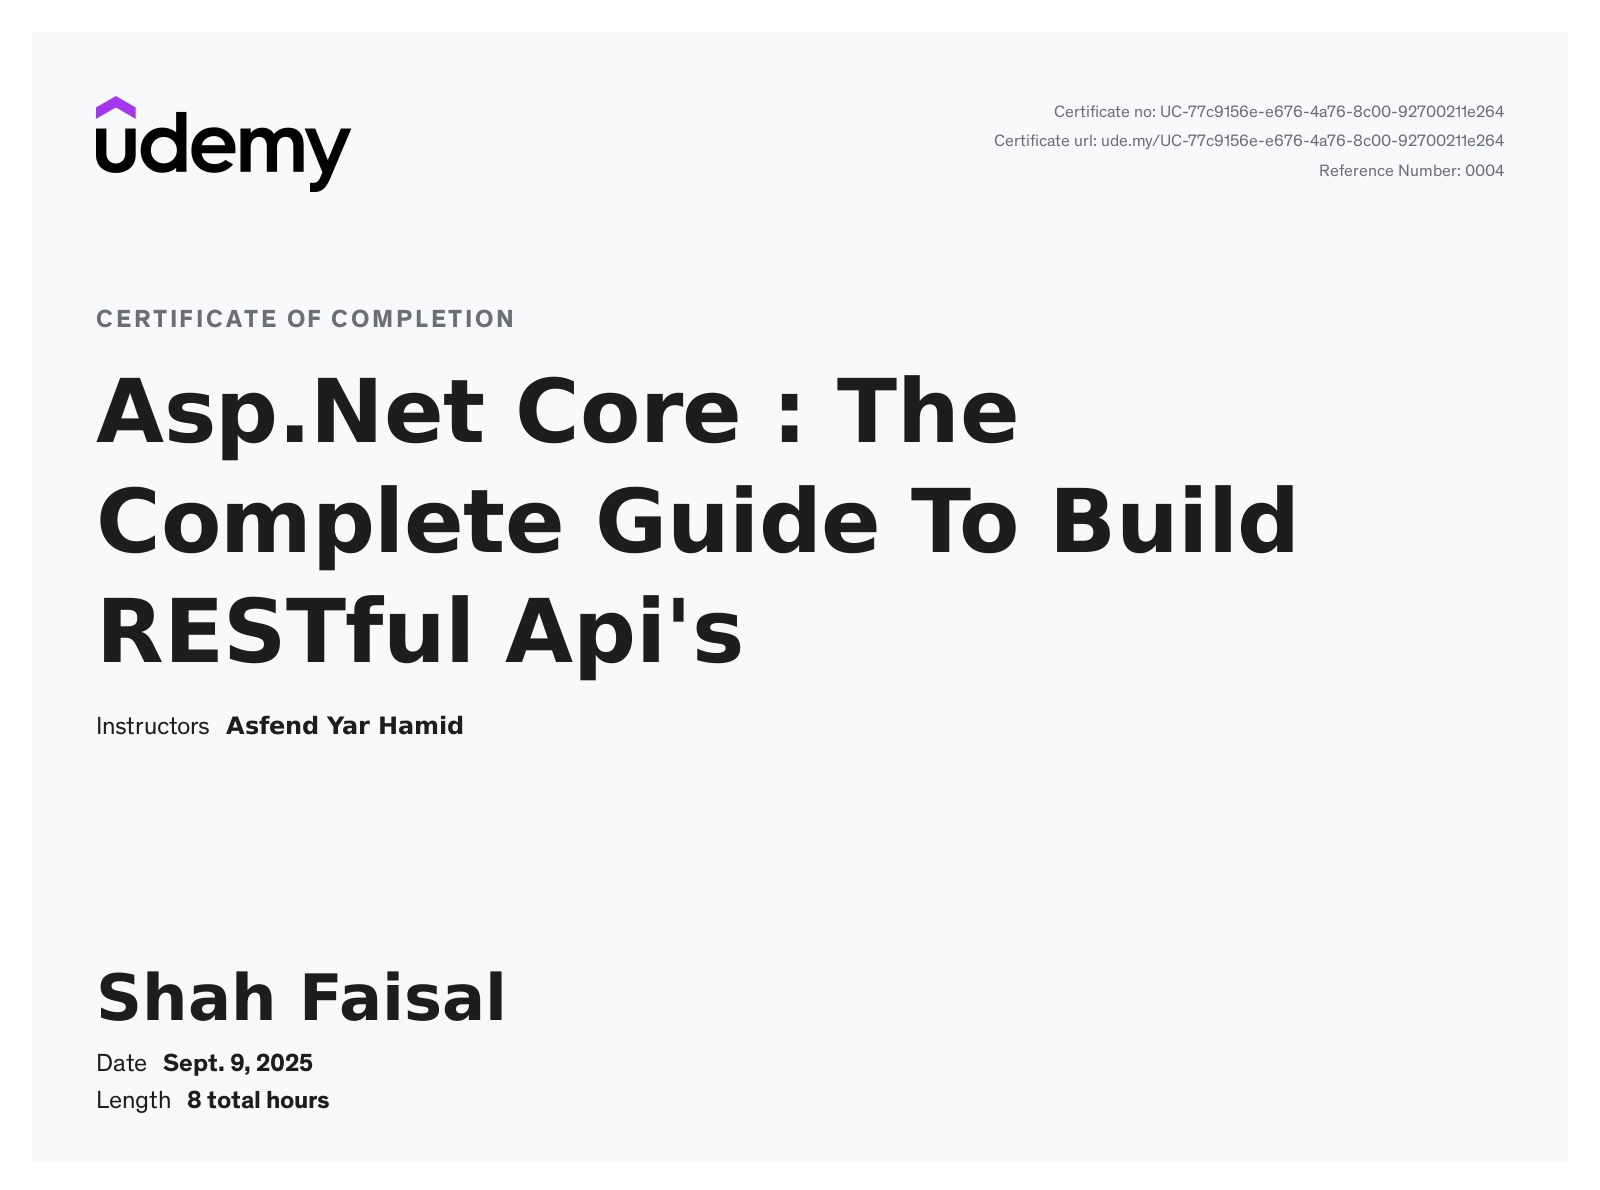 udemy
Certificate no: UC-77c9156e-e676-4a76-8c00-92700211e264
Certificate url: ude.my/UC-77c9156e-e676-4a76-8c00-92700211e264
Reference Number: 0004
CERTIFICATE OF COMPLETION
Asp.Net Core : The
Complete Guide To Build
RESTful Api's
Instructors Asfend Yar Hamid
Shah Faisal
Date Sept. 9, 2025
Length 8 total hours